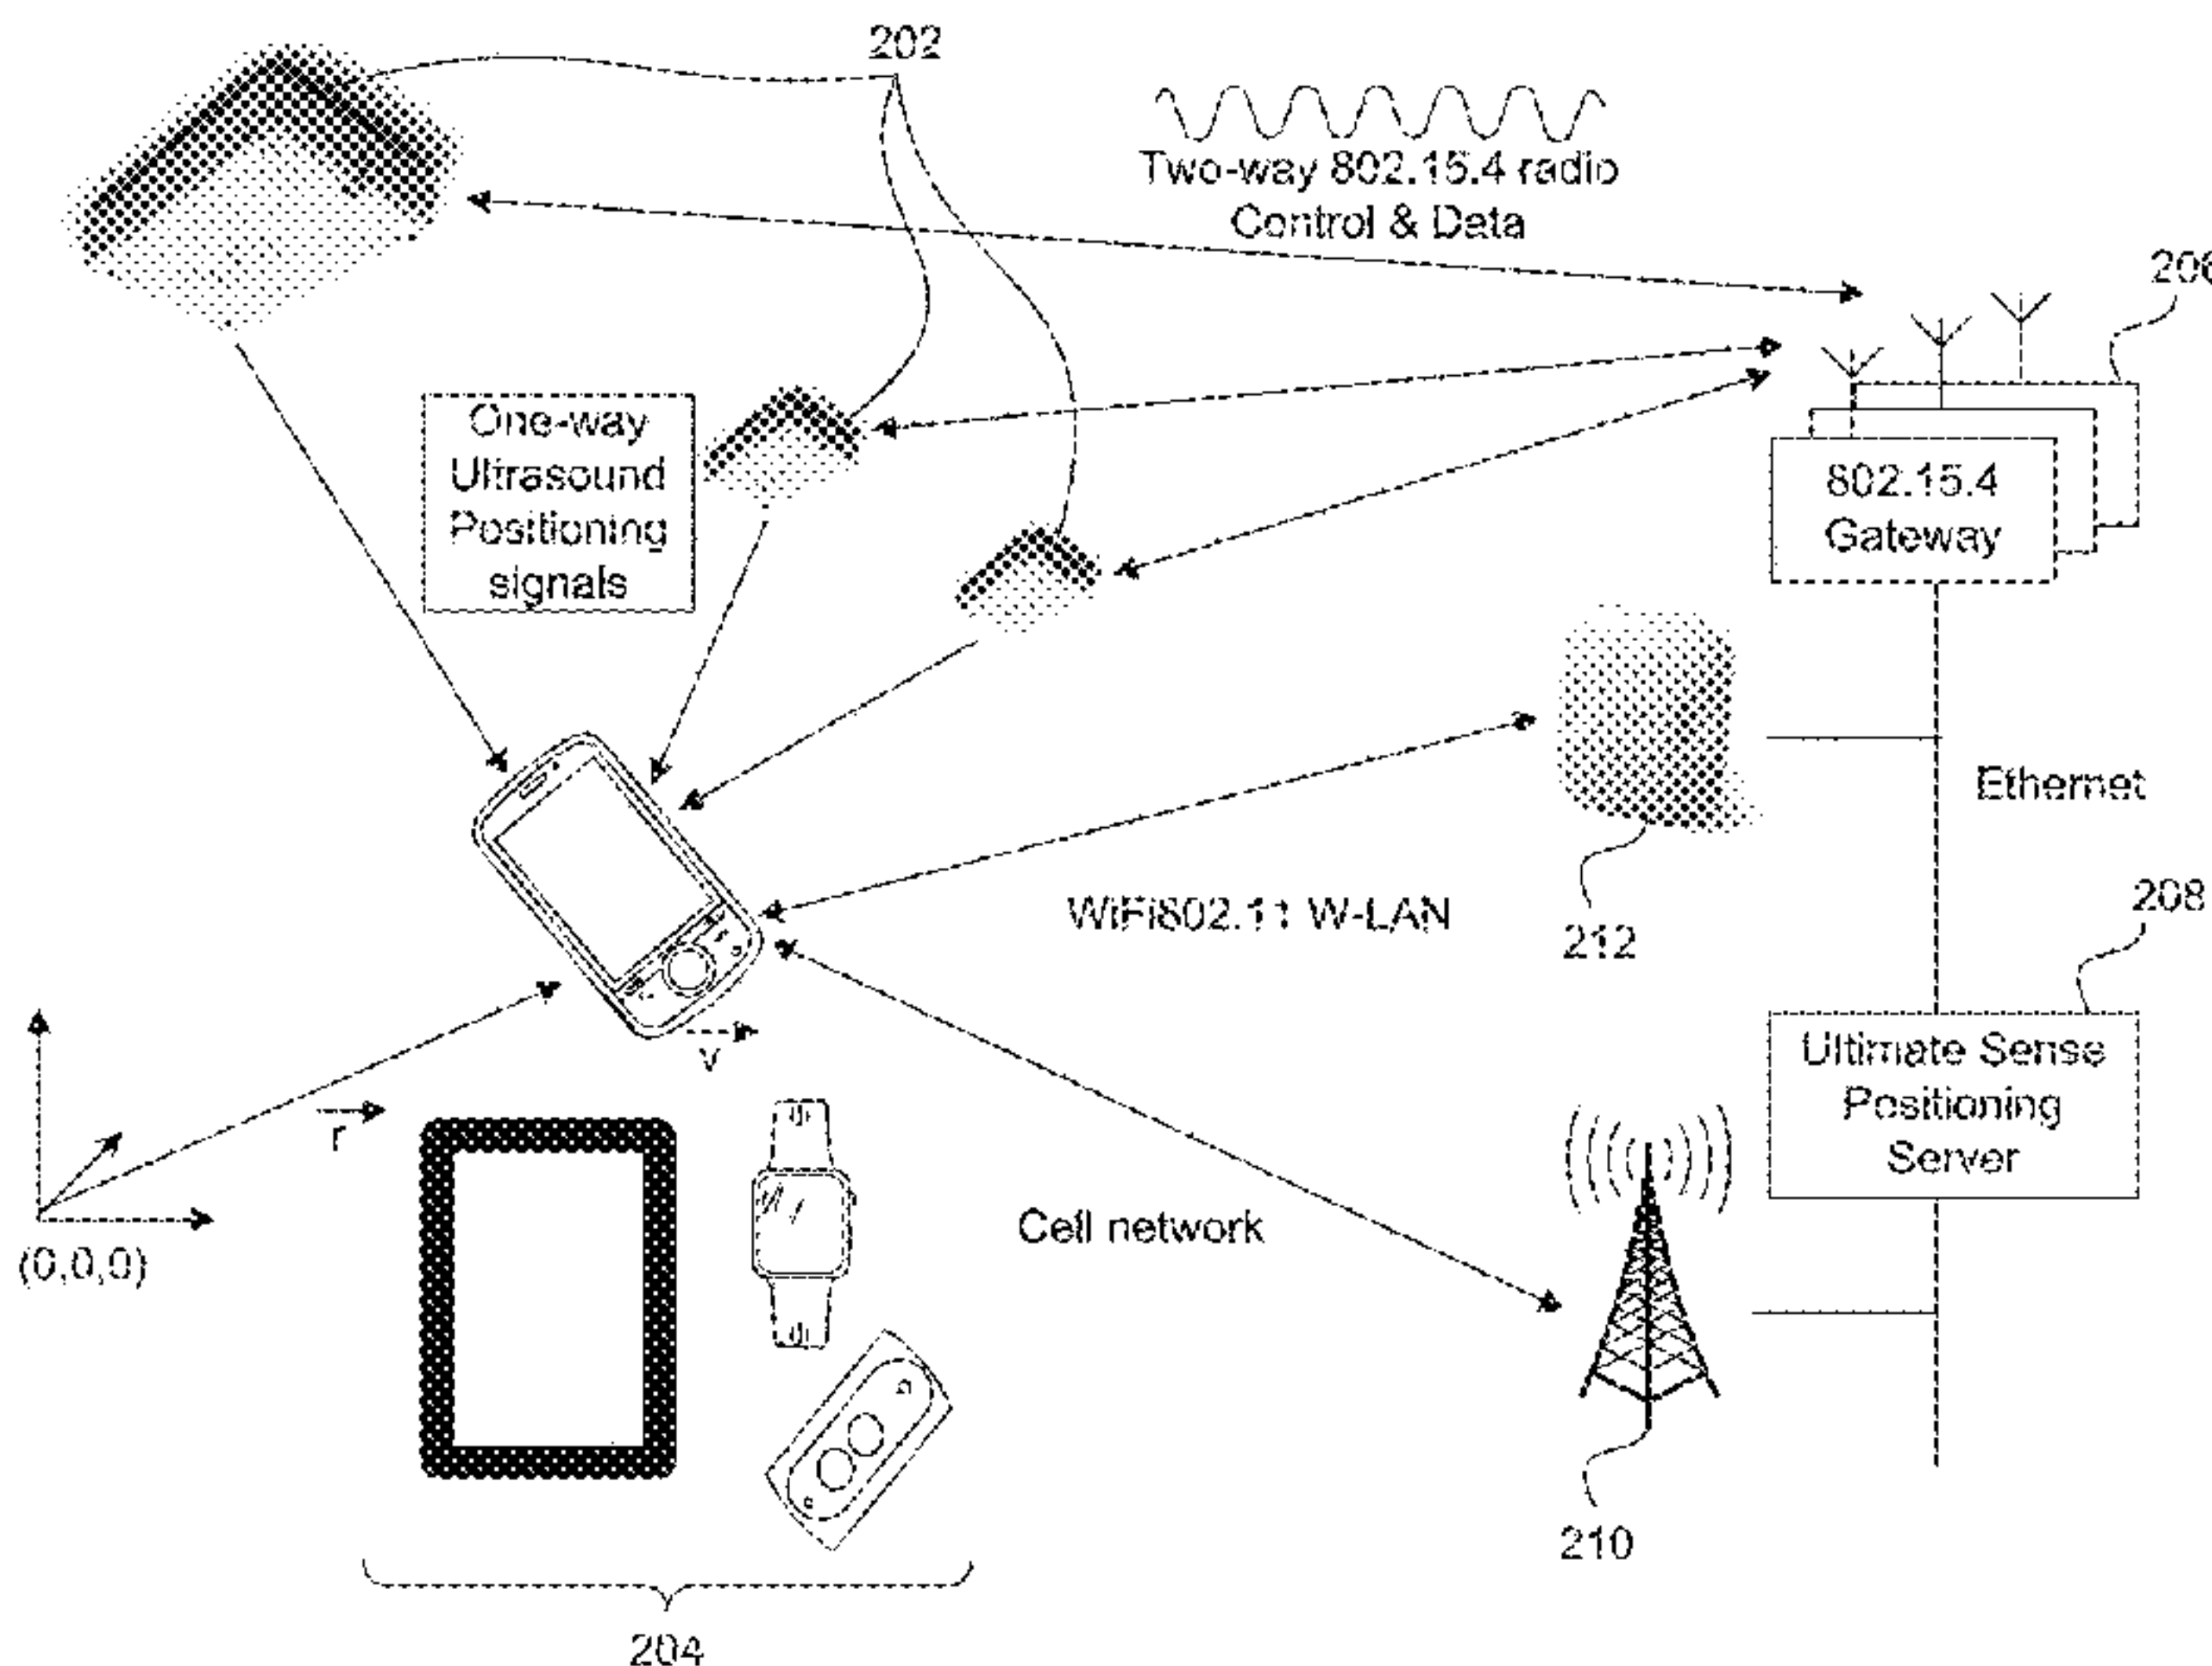 202
Two-way 802.15.4 radio
Control & Data
206
One-way
Ultrasound
Positioning
signals
802.15.4
Gateway
Ethernet
WiFi802.11 W-LAN
212
208
v
r
Ultimate Sense
Positioning
Server
Cell network
(0,0,0)
210
204